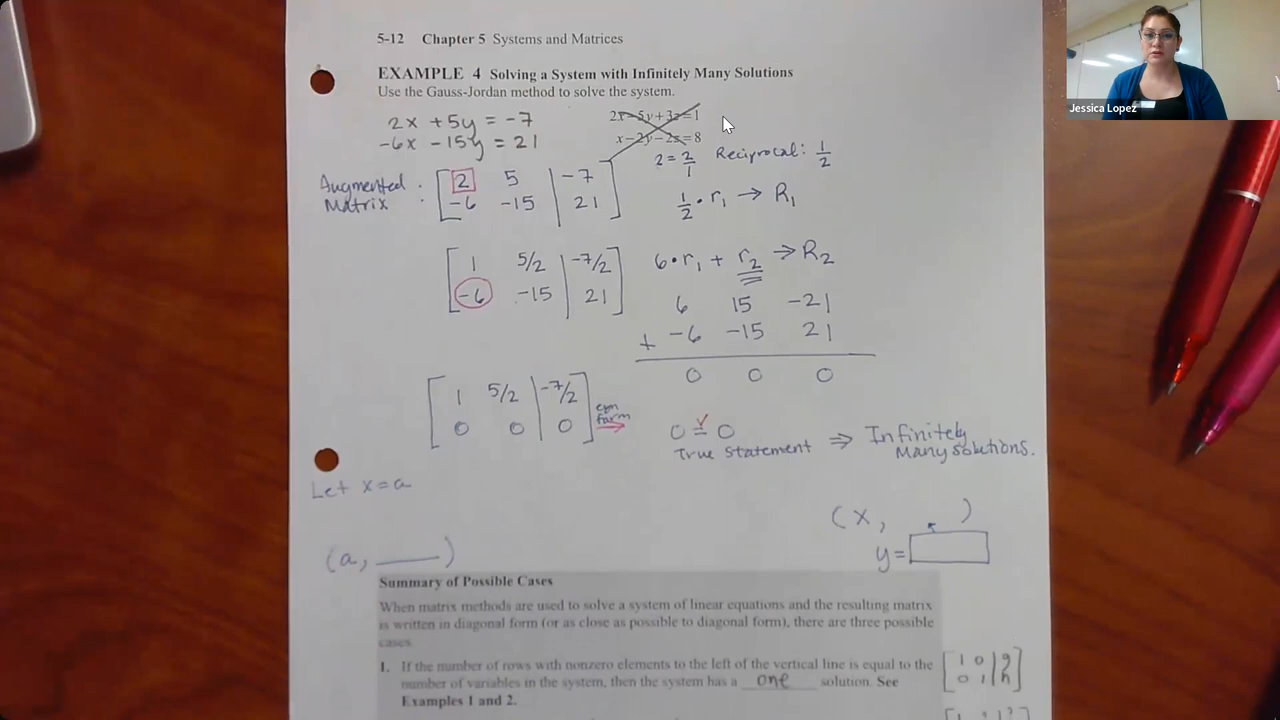 5-12 Chapter 5 Systems and Matrices
EXAMPLE 4 Solving a System with Infinitely Many Solutions
Use the Gauss-Jordan method to solve the system.
2x + 5y = -7
-6x - 15y = 21
2x-5y+3z=1
x-2y-2z=8
2 = 2/1 Reciprocal: 1/2
Augmented
Matrix :
2 5 -7
-6 -15 21
1/2 · r1 → R1
1 5/2 -7/2
-6 -15 21
6·r1 + r2 → R2
6 15 -21
+ -6 -15 21
0 0 0
1 5/2 -7/2
0 0 0
0 = 0
True Statement ⇒ Infinitely
Many solutions.
Let x=a
(x, )
y=
(a, ___)
Summary of Possible Cases
When matrix methods are used to solve a system of linear equations and the resulting matrix
is written in diagonal form (or as close as possible to diagonal form), there are three possible
cases.
1. If the number of rows with nonzero elements to the left of the vertical line is equal to the
number of variables in the system, then the system has a one solution. See
Examples 1 and 2.
Jessica Lopez